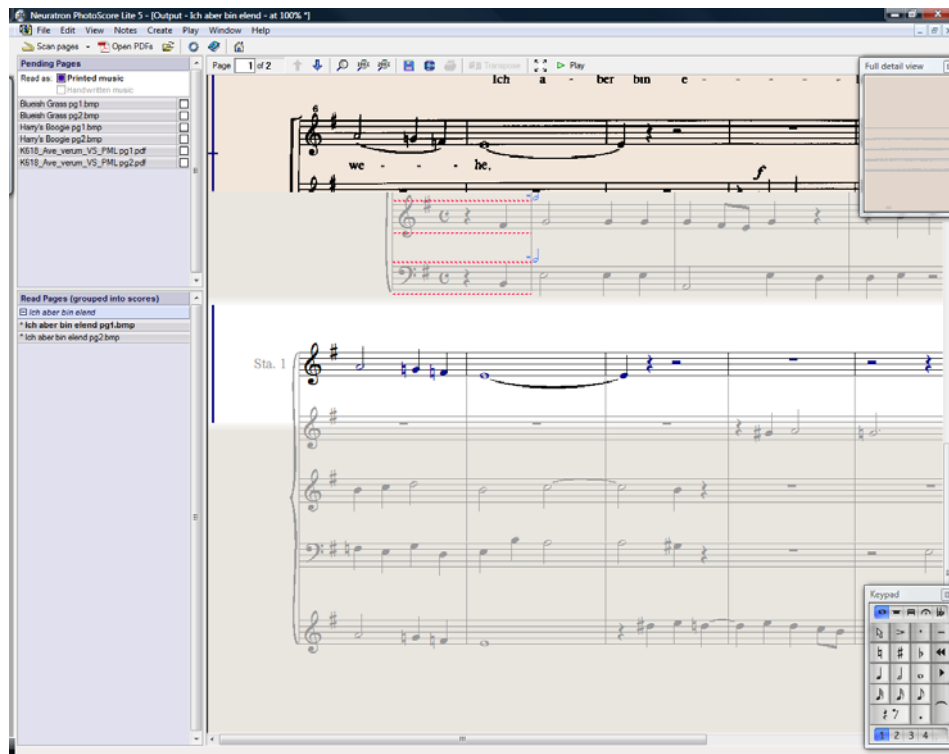 Neuratron PhotoScore Lite 5 - [Output - Ich aber bin elend - at 100% *]
File Edit View Notes Create Play Window Help
Scan pages Open PDFs
Pending Pages
Page 1 of 2 Transpose Play
Full detail view
Read as: Printed music
Handwritten music
Ich a - ber bin e - - - -
Blueish Grass pg1.bmp
Blueish Grass pg2.bmp
Harry's Boogie pg1.bmp
Harry's Boogie pg2.bmp
K618_Ave_verum_VS_PML pg1.pdf
K618_Ave_verum_VS_PML pg2.pdf
6
we - - - he,
f
Read Pages (grouped into scores)
Ich aber bin elend
* Ich aber bin elend pg1.bmp
* Ich aber bin elend pg2.bmp
Sta. 1
Keypad
1 2 3 4